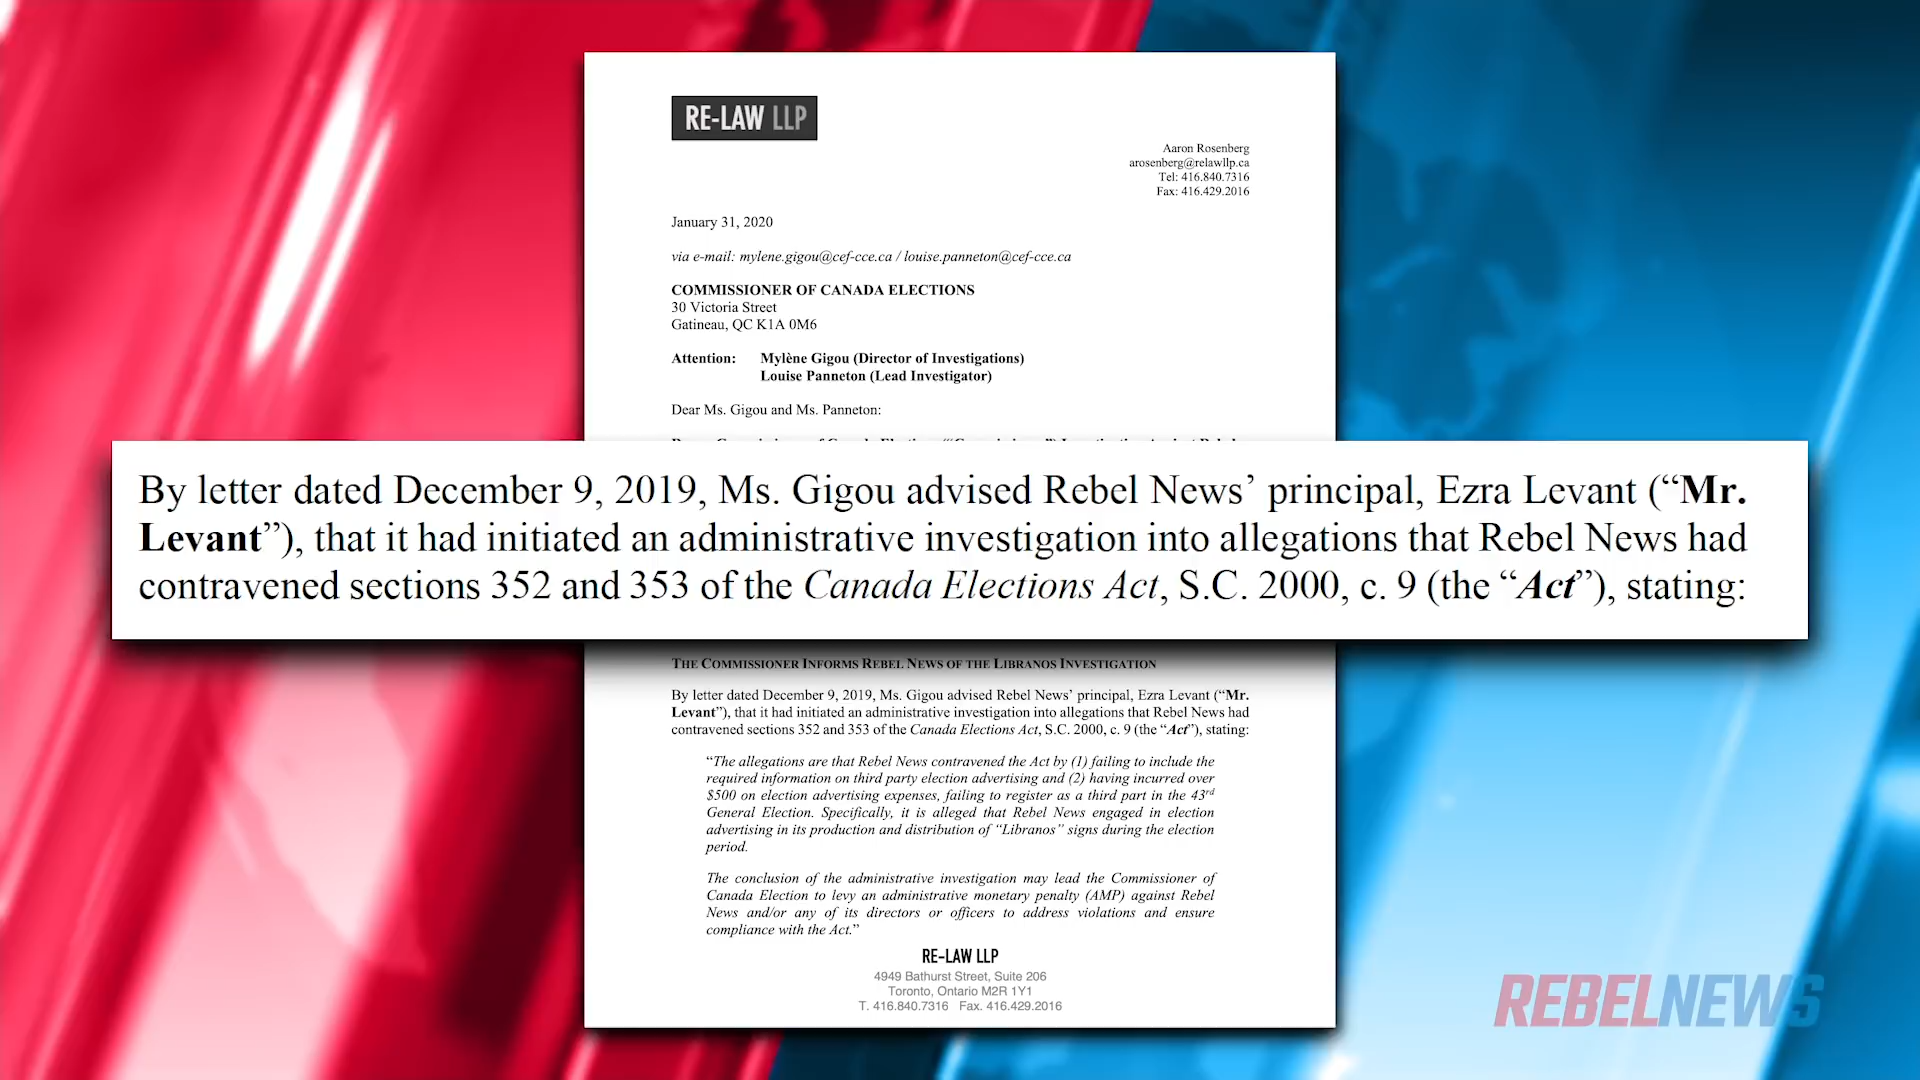 RE-LAW LLP
Aaron Rosenberg
arosenberg@relawllp.ca
Tel: 416.840.7316
Fax: 416.429.2016
January 31, 2020
via e-mail: mylene.gigou@cef-cce.ca / louise.panneton@cef-cce.ca
COMMISSIONER OF CANADA ELECTIONS
30 Victoria Street
Gatineau, QC K1A 0M6
Attention: Mylène Gigou (Director of Investigations)
Louise Panneton (Lead Investigator)
Dear Ms. Gigou and Ms. Panneton:
By letter dated December 9, 2019, Ms. Gigou advised Rebel News’ principal, Ezra Levant (“Mr.
Levant”), that it had initiated an administrative investigation into allegations that Rebel News had
contravened sections 352 and 353 of the Canada Elections Act, S.C. 2000, c. 9 (the “Act”), stating:
THE COMMISSIONER INFORMS REBEL NEWS OF THE LIBRANOS INVESTIGATION
By letter dated December 9, 2019, Ms. Gigou advised Rebel News’ principal, Ezra Levant (“Mr.
Levant”), that it had initiated an administrative investigation into allegations that Rebel News had
contravened sections 352 and 353 of the Canada Elections Act, S.C. 2000, c. 9 (the “Act”), stating:
“The allegations are that Rebel News contravened the Act by (1) failing to include the
required information on third party election advertising and (2) having incurred over
$500 on election advertising expenses, failing to register as a third part in the 43rd
General Election. Specifically, it is alleged that Rebel News engaged in election
advertising in its production and distribution of “Libranos” signs during the election
period.
The conclusion of the administrative investigation may lead the Commissioner of
Canada Election to levy an administrative monetary penalty (AMP) against Rebel
News and/or any of its directors or officers to address violations and ensure
compliance with the Act.”
RE-LAW LLP
4949 Bathurst Street, Suite 206
Toronto, Ontario M2R 1Y1
T. 416.840.7316 Fax. 416.429.2016
REBELNEWS